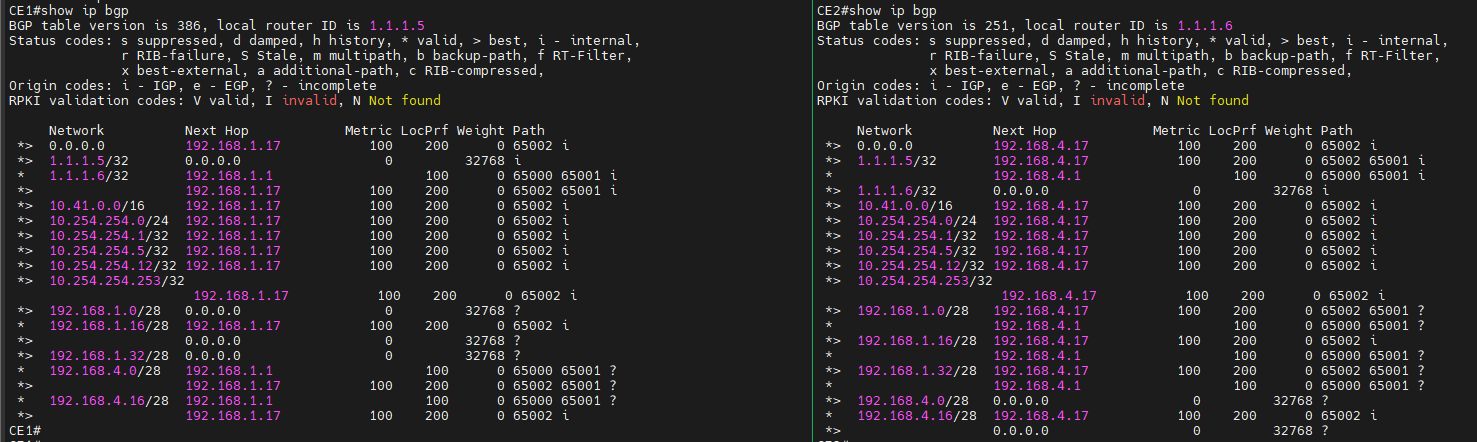 CE1#show ip bgp
BGP table version is 386, local router ID is 1.1.1.5
Status codes: s suppressed, d damped, h history, * valid, > best, i - internal,
              r RIB-failure, S Stale, m multipath, b backup-path, f RT-Filter,
              x best-external, a additional-path, c RIB-compressed,
Origin codes: i - IGP, e - EGP, ? - incomplete
RPKI validation codes: V valid, I invalid, N Not found
     Network          Next Hop            Metric LocPrf Weight Path
 *>  0.0.0.0          192.168.1.17           100    200      0 65002 i
 *>  1.1.1.5/32       0.0.0.0                  0         32768 i
 *   1.1.1.6/32       192.168.1.1                   100      0 65000 65001 i
 *>                   192.168.1.17           100    200      0 65002 65001 i
 *>  10.41.0.0/16     192.168.1.17           100    200      0 65002 i
 *>  10.254.254.0/24  192.168.1.17           100    200      0 65002 i
 *>  10.254.254.1/32  192.168.1.17           100    200      0 65002 i
 *>  10.254.254.5/32  192.168.1.17           100    200      0 65002 i
 *>  10.254.254.12/32 192.168.1.17           100    200      0 65002 i
 *>  10.254.254.253/32
                       192.168.1.17           100    200      0 65002 i
 *>  192.168.1.0/28   0.0.0.0                  0         32768 ?
 *   192.168.1.16/28  192.168.1.17           100    200      0 65002 i
 *>                   0.0.0.0                  0         32768 ?
 *>  192.168.1.32/28  0.0.0.0                  0         32768 ?
 *   192.168.4.0/28   192.168.1.1                   100      0 65000 65001 ?
 *>                   192.168.1.17           100    200      0 65002 65001 ?
 *   192.168.4.16/28  192.168.1.1                   100      0 65000 65001 ?
 *>                   192.168.1.17           100    200      0 65002 i
CE1#
CE2#show ip bgp
BGP table version is 251, local router ID is 1.1.1.6
Status codes: s suppressed, d damped, h history, * valid, > best, i - internal,
              r RIB-failure, S Stale, m multipath, b backup-path, f RT-Filter,
              x best-external, a additional-path, c RIB-compressed,
Origin codes: i - IGP, e - EGP, ? - incomplete
RPKI validation codes: V valid, I invalid, N Not found
     Network          Next Hop            Metric LocPrf Weight Path
 *>  0.0.0.0          192.168.4.17           100    200      0 65002 i
 *>  1.1.1.5/32       192.168.4.17           100    200      0 65002 65001 i
 *                    192.168.4.1                   100      0 65000 65001 i
 *>  1.1.1.6/32       0.0.0.0                  0         32768 i
 *>  10.41.0.0/16     192.168.4.17           100    200      0 65002 i
 *>  10.254.254.0/24  192.168.4.17           100    200      0 65002 i
 *>  10.254.254.1/32  192.168.4.17           100    200      0 65002 i
 *>  10.254.254.5/32  192.168.4.17           100    200      0 65002 i
 *>  10.254.254.12/32 192.168.4.17           100    200      0 65002 i
 *>  10.254.254.253/32
                       192.168.4.17           100    200      0 65002 i
 *>  192.168.1.0/28   192.168.4.17           100    200      0 65002 65001 ?
 *                    192.168.4.1                   100      0 65000 65001 ?
 *>  192.168.1.16/28  192.168.4.17           100    200      0 65002 i
 *                    192.168.4.1                   100      0 65000 65001 ?
 *>  192.168.1.32/28  192.168.4.17           100    200      0 65002 65001 ?
 *                    192.168.4.1                   100      0 65000 65001 ?
 *>  192.168.4.0/28   0.0.0.0                  0         32768 ?
 *   192.168.4.16/28  192.168.4.17           100    200      0 65002 i
 *>                   0.0.0.0                  0         32768 ?